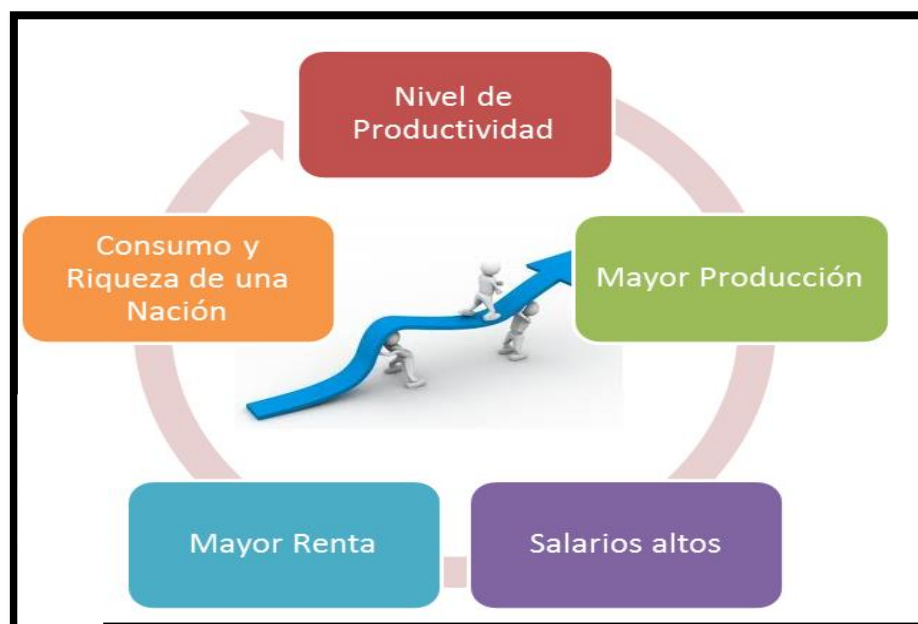 Nivel de
Productividad
Mayor Producción
Salarios altos
Mayor Renta
Consumo y
Riqueza de una
Nación